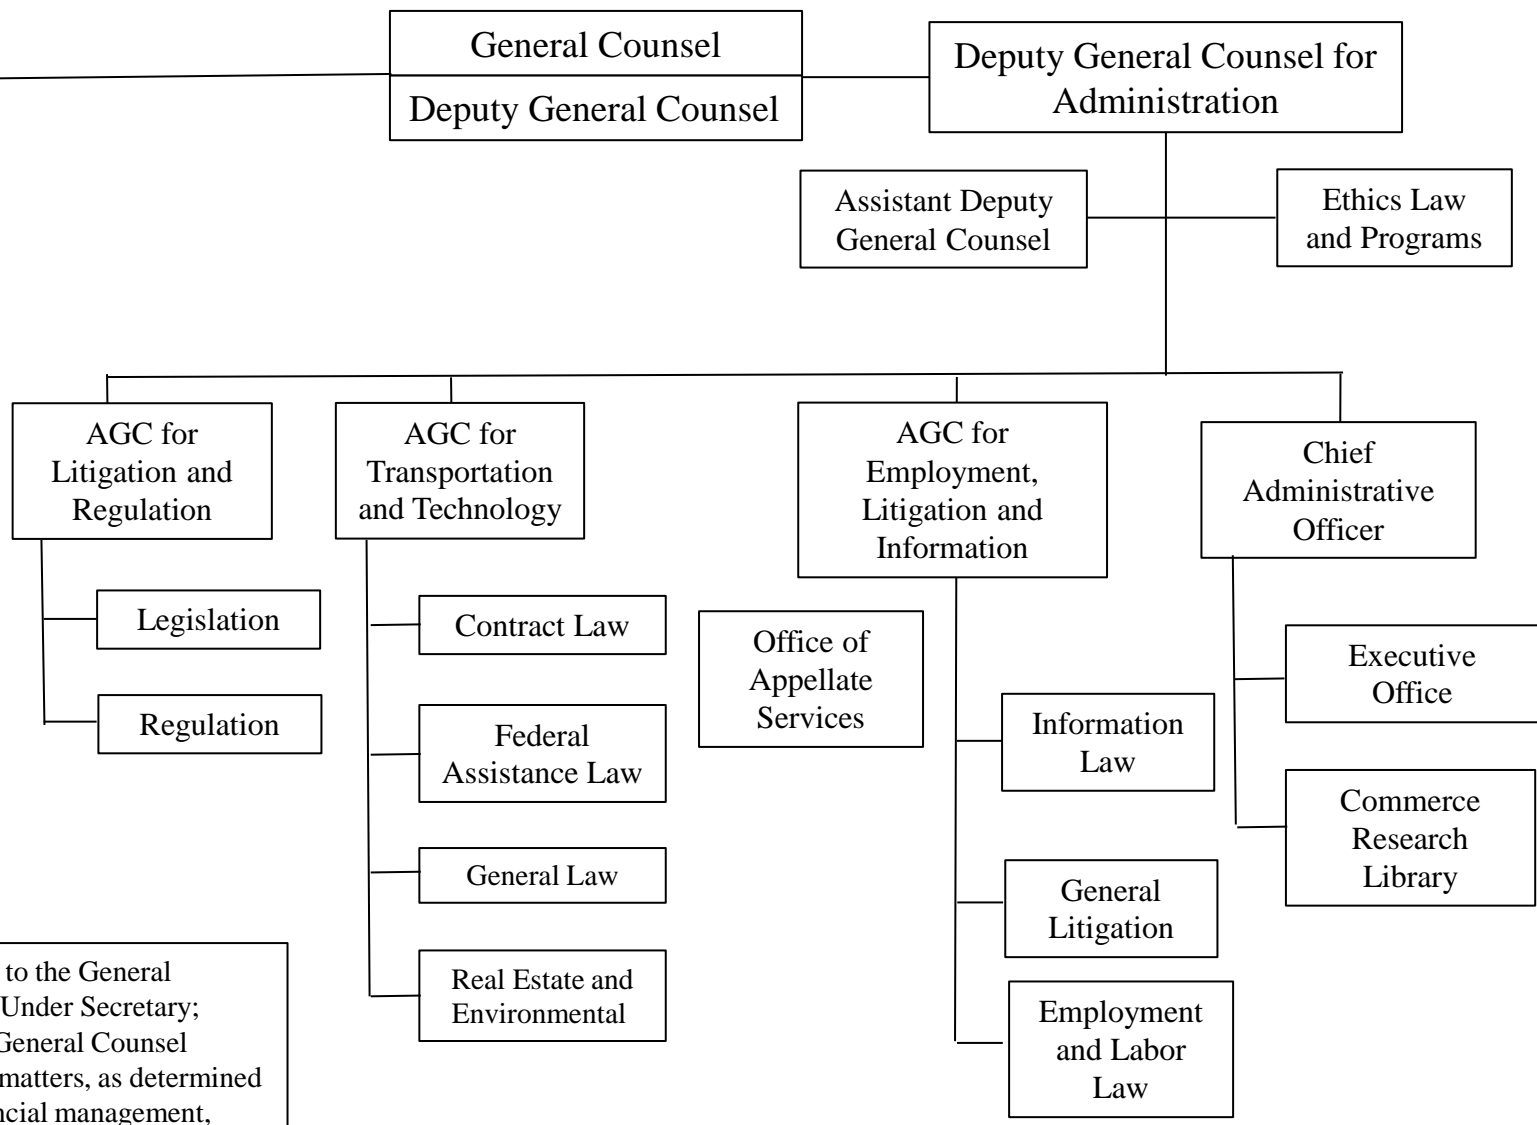 General Counsel
Deputy General Counsel
Deputy General Counsel for
Administration
Assistant Deputy
General Counsel
Ethics Law
and Programs
AGC for
Litigation and
Regulation
AGC for
Transportation
and Technology
AGC for
Employment,
Litigation and
Information
Chief
Administrative
Officer
Legislation
Regulation
Contract Law
Federal
Assistance Law
General Law
Real Estate and
Environmental
Office of
Appellate
Services
Information
Law
General
Litigation
Employment
and Labor
Law
Executive
Office
Commerce
Research
Library
to the General
Under Secretary;
General Counsel
matters, as determined
ncial management,